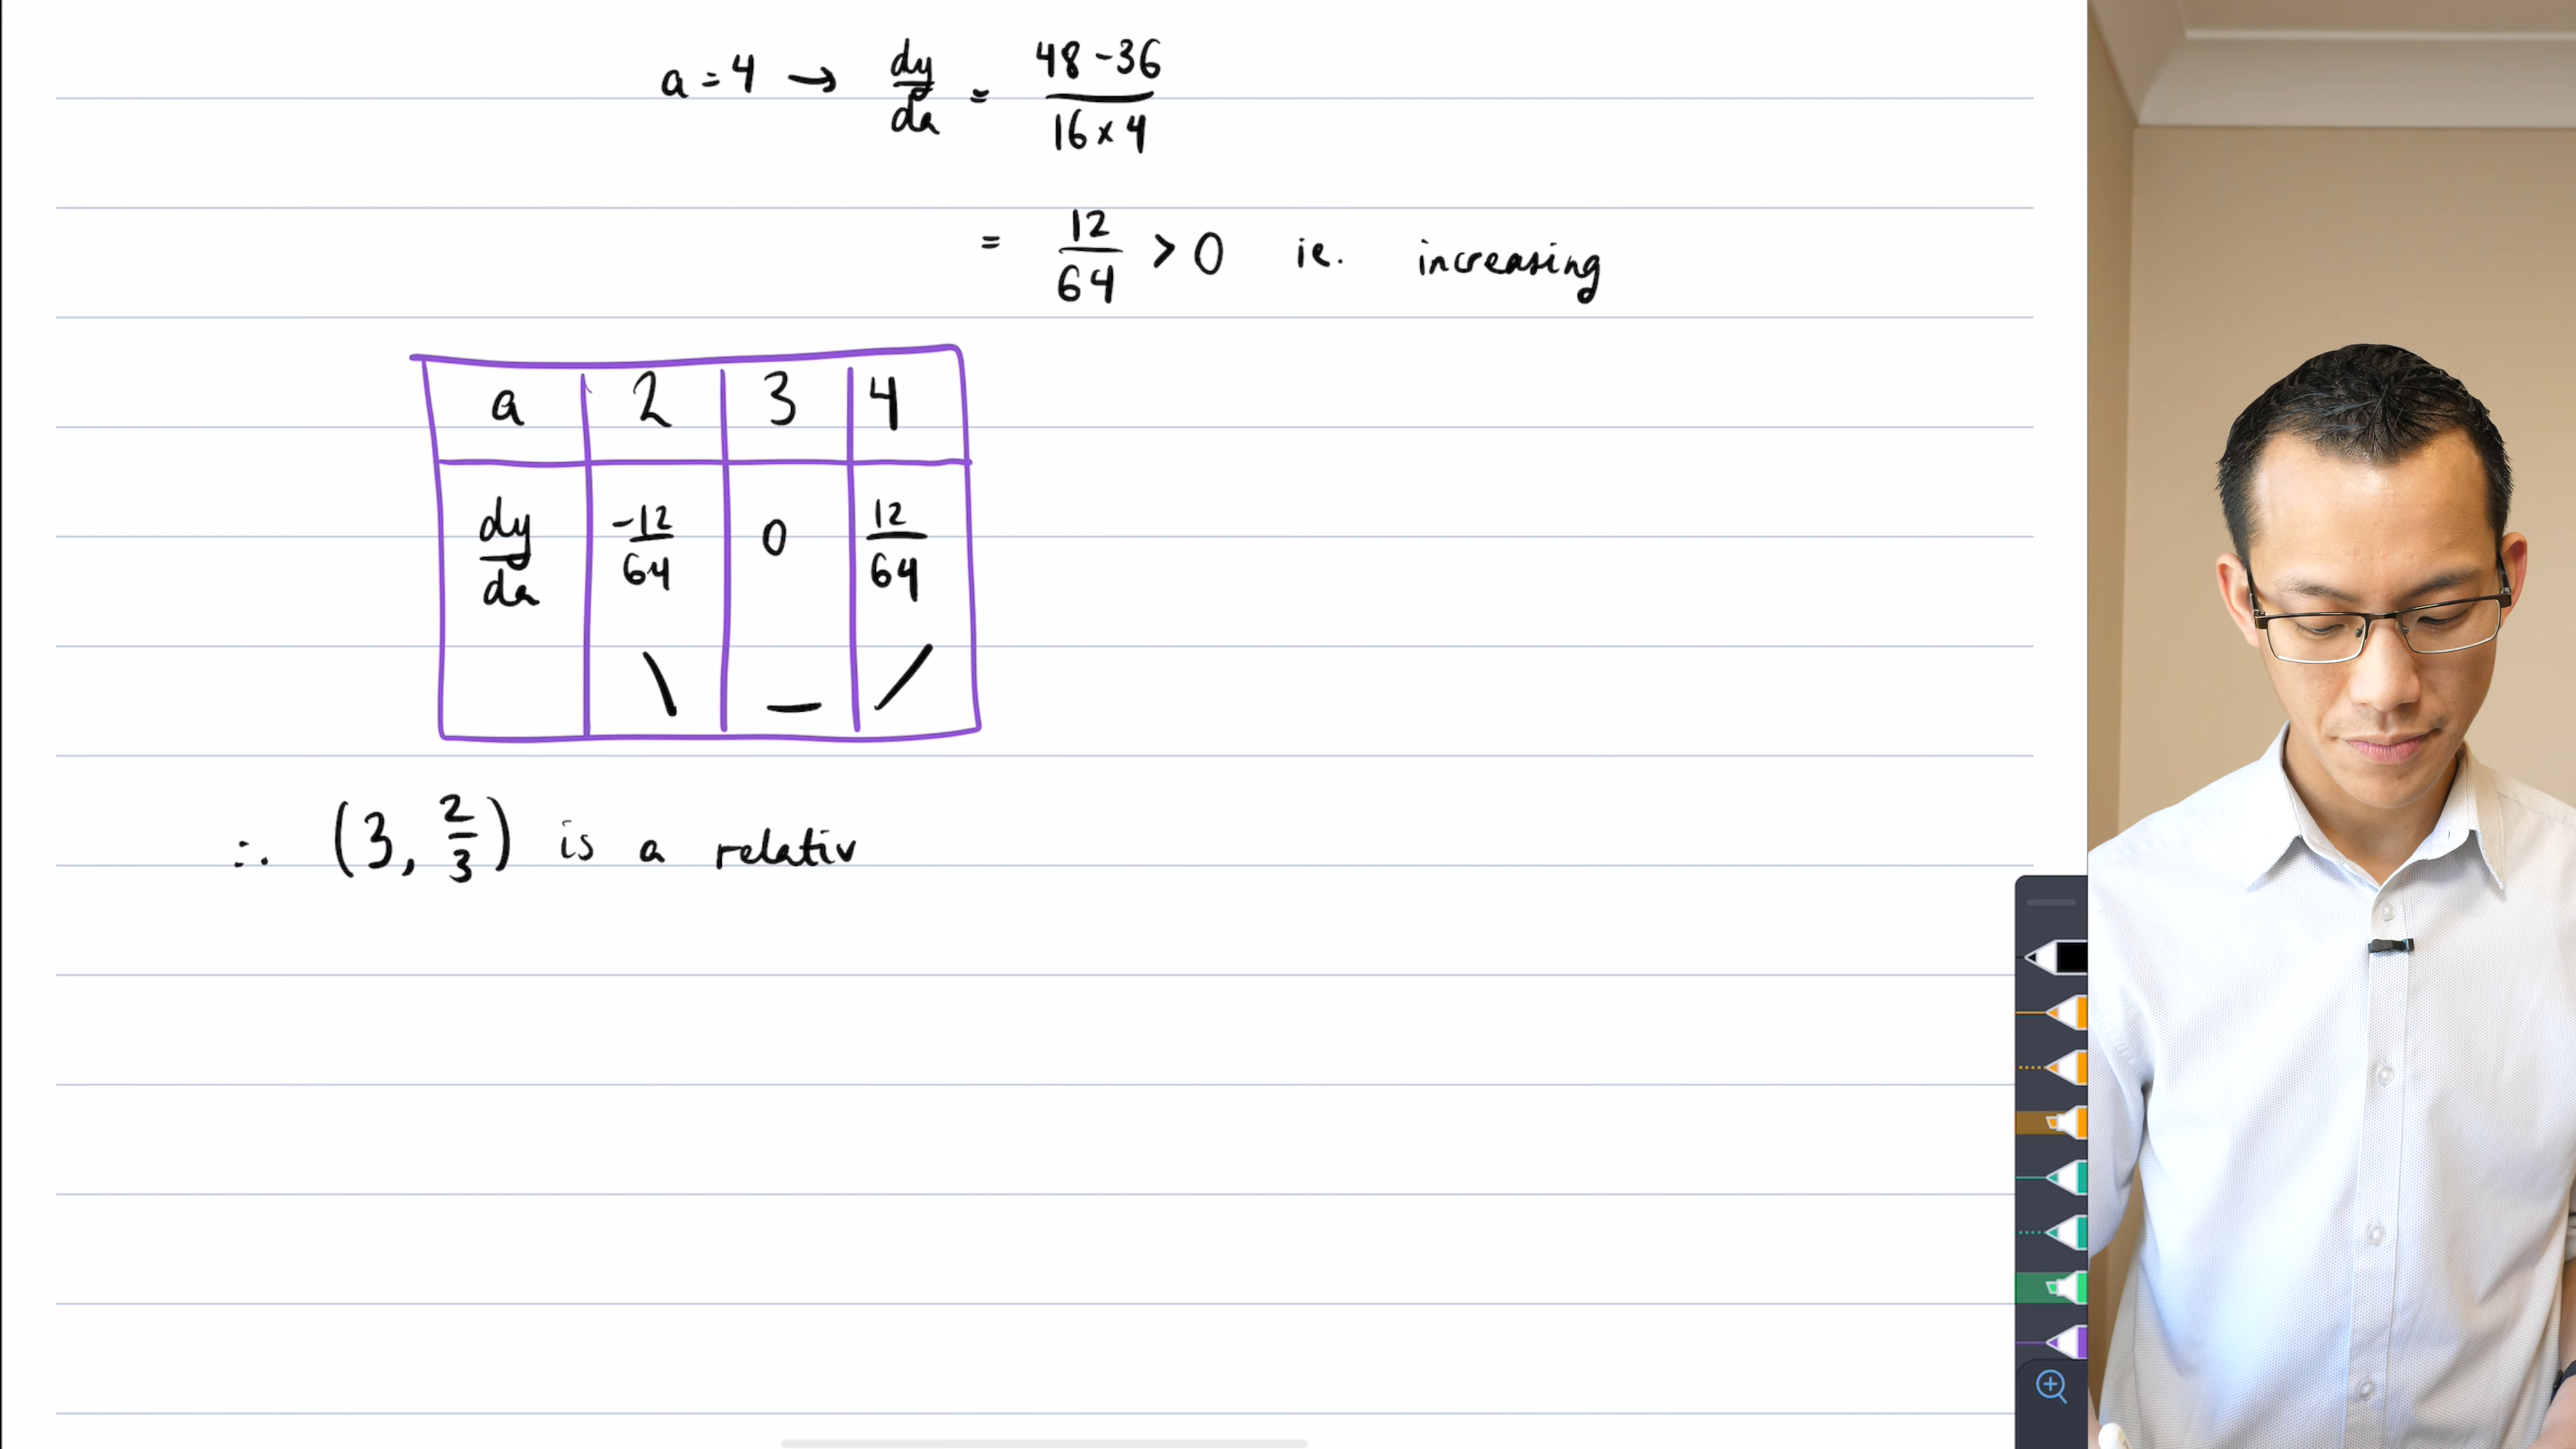 a = 4 → dy/da = (48 - 36)/(16 × 4)
= 12/64 > 0 ie. increasing
a 2 3 4
dy/da -12/64 0 12/64
\ _ /
∴ (3, 2/3) is a relativ